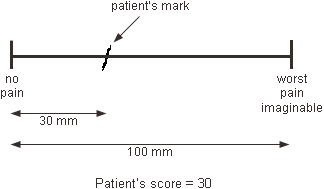 patient's mark
no
pain
worst
pain
imaginable
30 mm
100 mm
Patient's score = 30